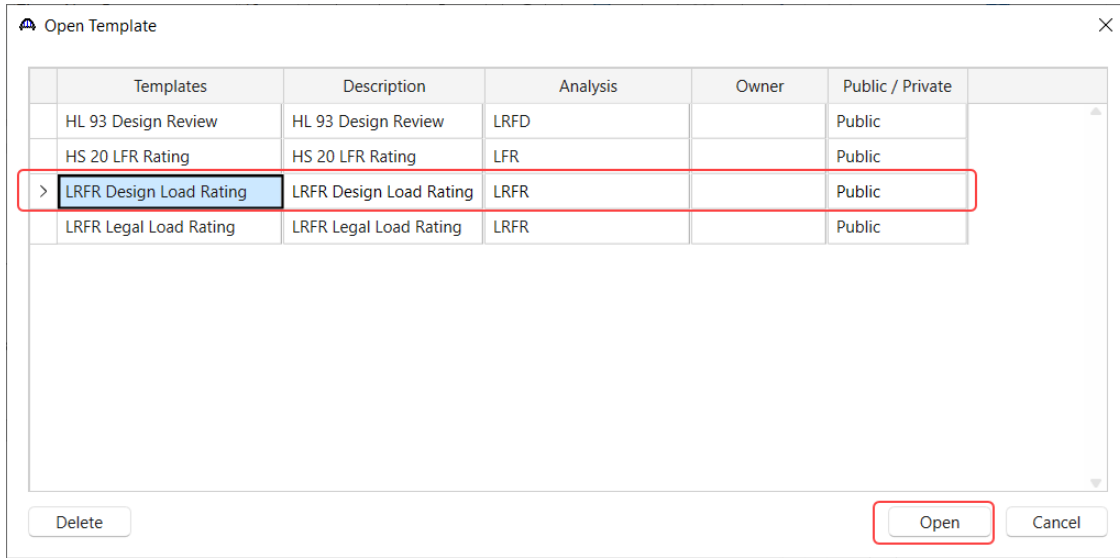 Open Template
Templates Description Analysis Owner Public / Private
HL 93 Design Review HL 93 Design Review LRFD Public
HS 20 LFR Rating HS 20 LFR Rating LFR Public
LRFR Design Load Rating LRFR Design Load Rating LRFR Public
LRFR Legal Load Rating LRFR Legal Load Rating LRFR Public
Delete Open Cancel